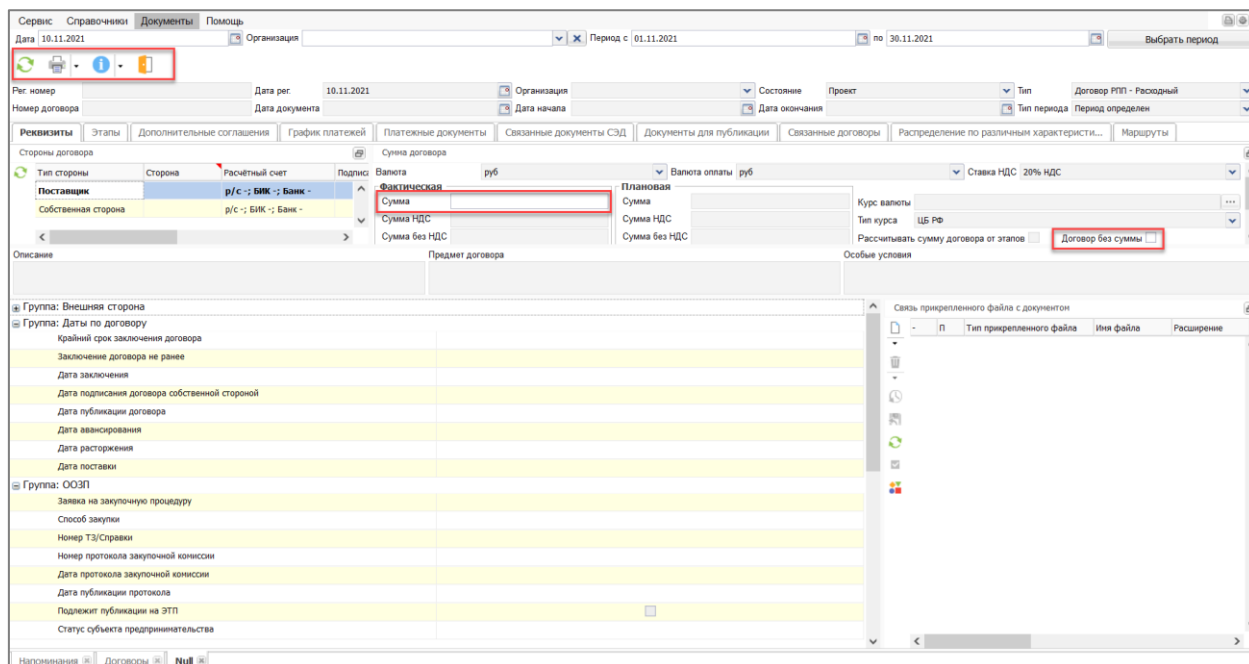 Сервис Справочники Документы Помощь
Дата 10.11.2021 Организация Период с 01.11.2021 по 30.11.2021 Выбрать период
Рег. номер Дата рег. 10.11.2021 Организация Состояние Проект Тип Договор РПП - Расходный
Номер договора Дата документа Дата начала Дата окончания Тип периода Период определен
Реквизиты Этапы Дополнительные соглашения График платежей Платежные документы Связанные документы СЭД Документы для публикации Связанные договоры Распределение по различным характеристи... Маршруты
Стороны договора Сумма договора
Тип стороны Сторона Расчётный счет Подпис Валюта руб Валюта оплаты руб Ставка НДС 20% НДС
Поставщик р/с -; БИК -; Банк - Фактическая Плановая
Сумма Сумма Курс валюты ...
Собственная сторона р/с -; БИК -; Банк - Сумма НДС Сумма НДС Тип курса ЦБ РФ
Сумма без НДС Сумма без НДС Рассчитывать сумму договора от этапов Договор без суммы
Описание Предмет договора Особые условия
Группа: Внешняя сторона Связь прикрепленного файла с документом
Группа: Даты по договору - П Тип прикрепленного файла Имя файла Расширение
Крайний срок заключения договора
Заключение договора не ранее
Дата заключения
Дата подписания договора собственной стороной
Дата публикации договора
Дата авансирования
Дата расторжения
Дата поставки
Группа: ООЗП
Заявка на закупочную процедуру
Способ закупки
Номер ТЗ/Справки
Номер протокола закупочной комиссии
Дата протокола закупочной комиссии
Дата публикации протокола
Подлежит публикации на ЭТП
Статус субъекта предпринимательства
Напоминания Договоры Null